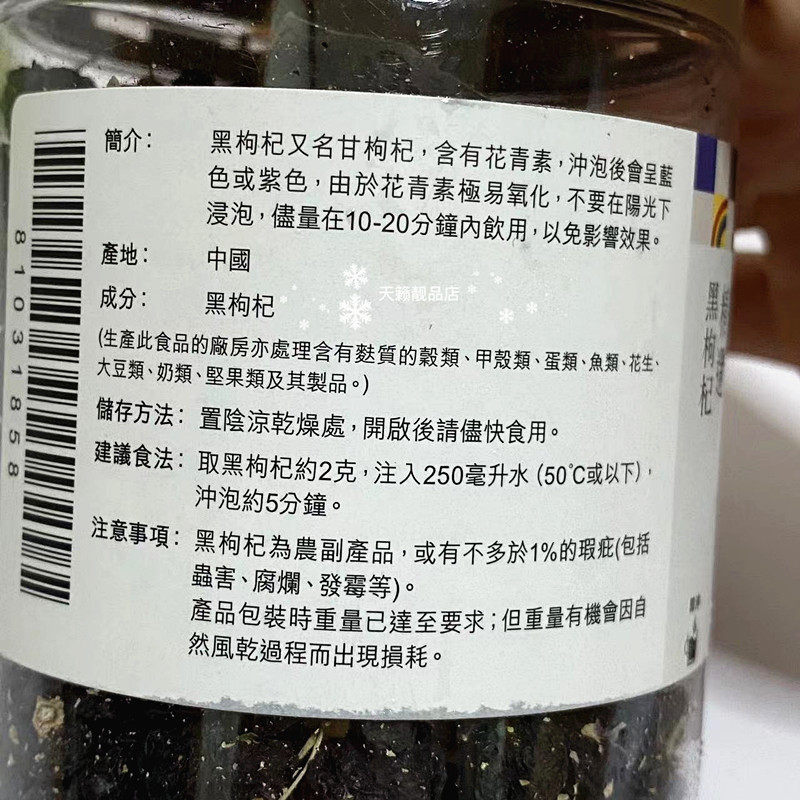 簡介：
黑枸杞又名甘枸杞，含有花青素，沖泡後會呈藍
色或紫色，由於花青素極易氧化，不要在陽光下
浸泡，儘量在10-20分鐘內飲用，以免影響效果。
產地：
中國
成分：
黑枸杞
(生產此食品的廠房亦處理含有麩質的穀類、甲殼類、蛋類、魚類、花生、
大豆類、奶類、堅果類及其製品。)
儲存方法：
置陰涼乾燥處，開啟後請儘快食用。
建議食法：
取黑枸杞約2克，注入250毫升水（50℃或以下），
沖泡約5分鐘。
注意事項：
黑枸杞為農副產品，或有不多於1%的瑕疵(包括
蟲害、腐爛、發霉等)。
產品包裝時重量已達至要求；但重量有機會因自
然風乾過程而出現損耗。
81031858
天籁靓品店
黑枸杞